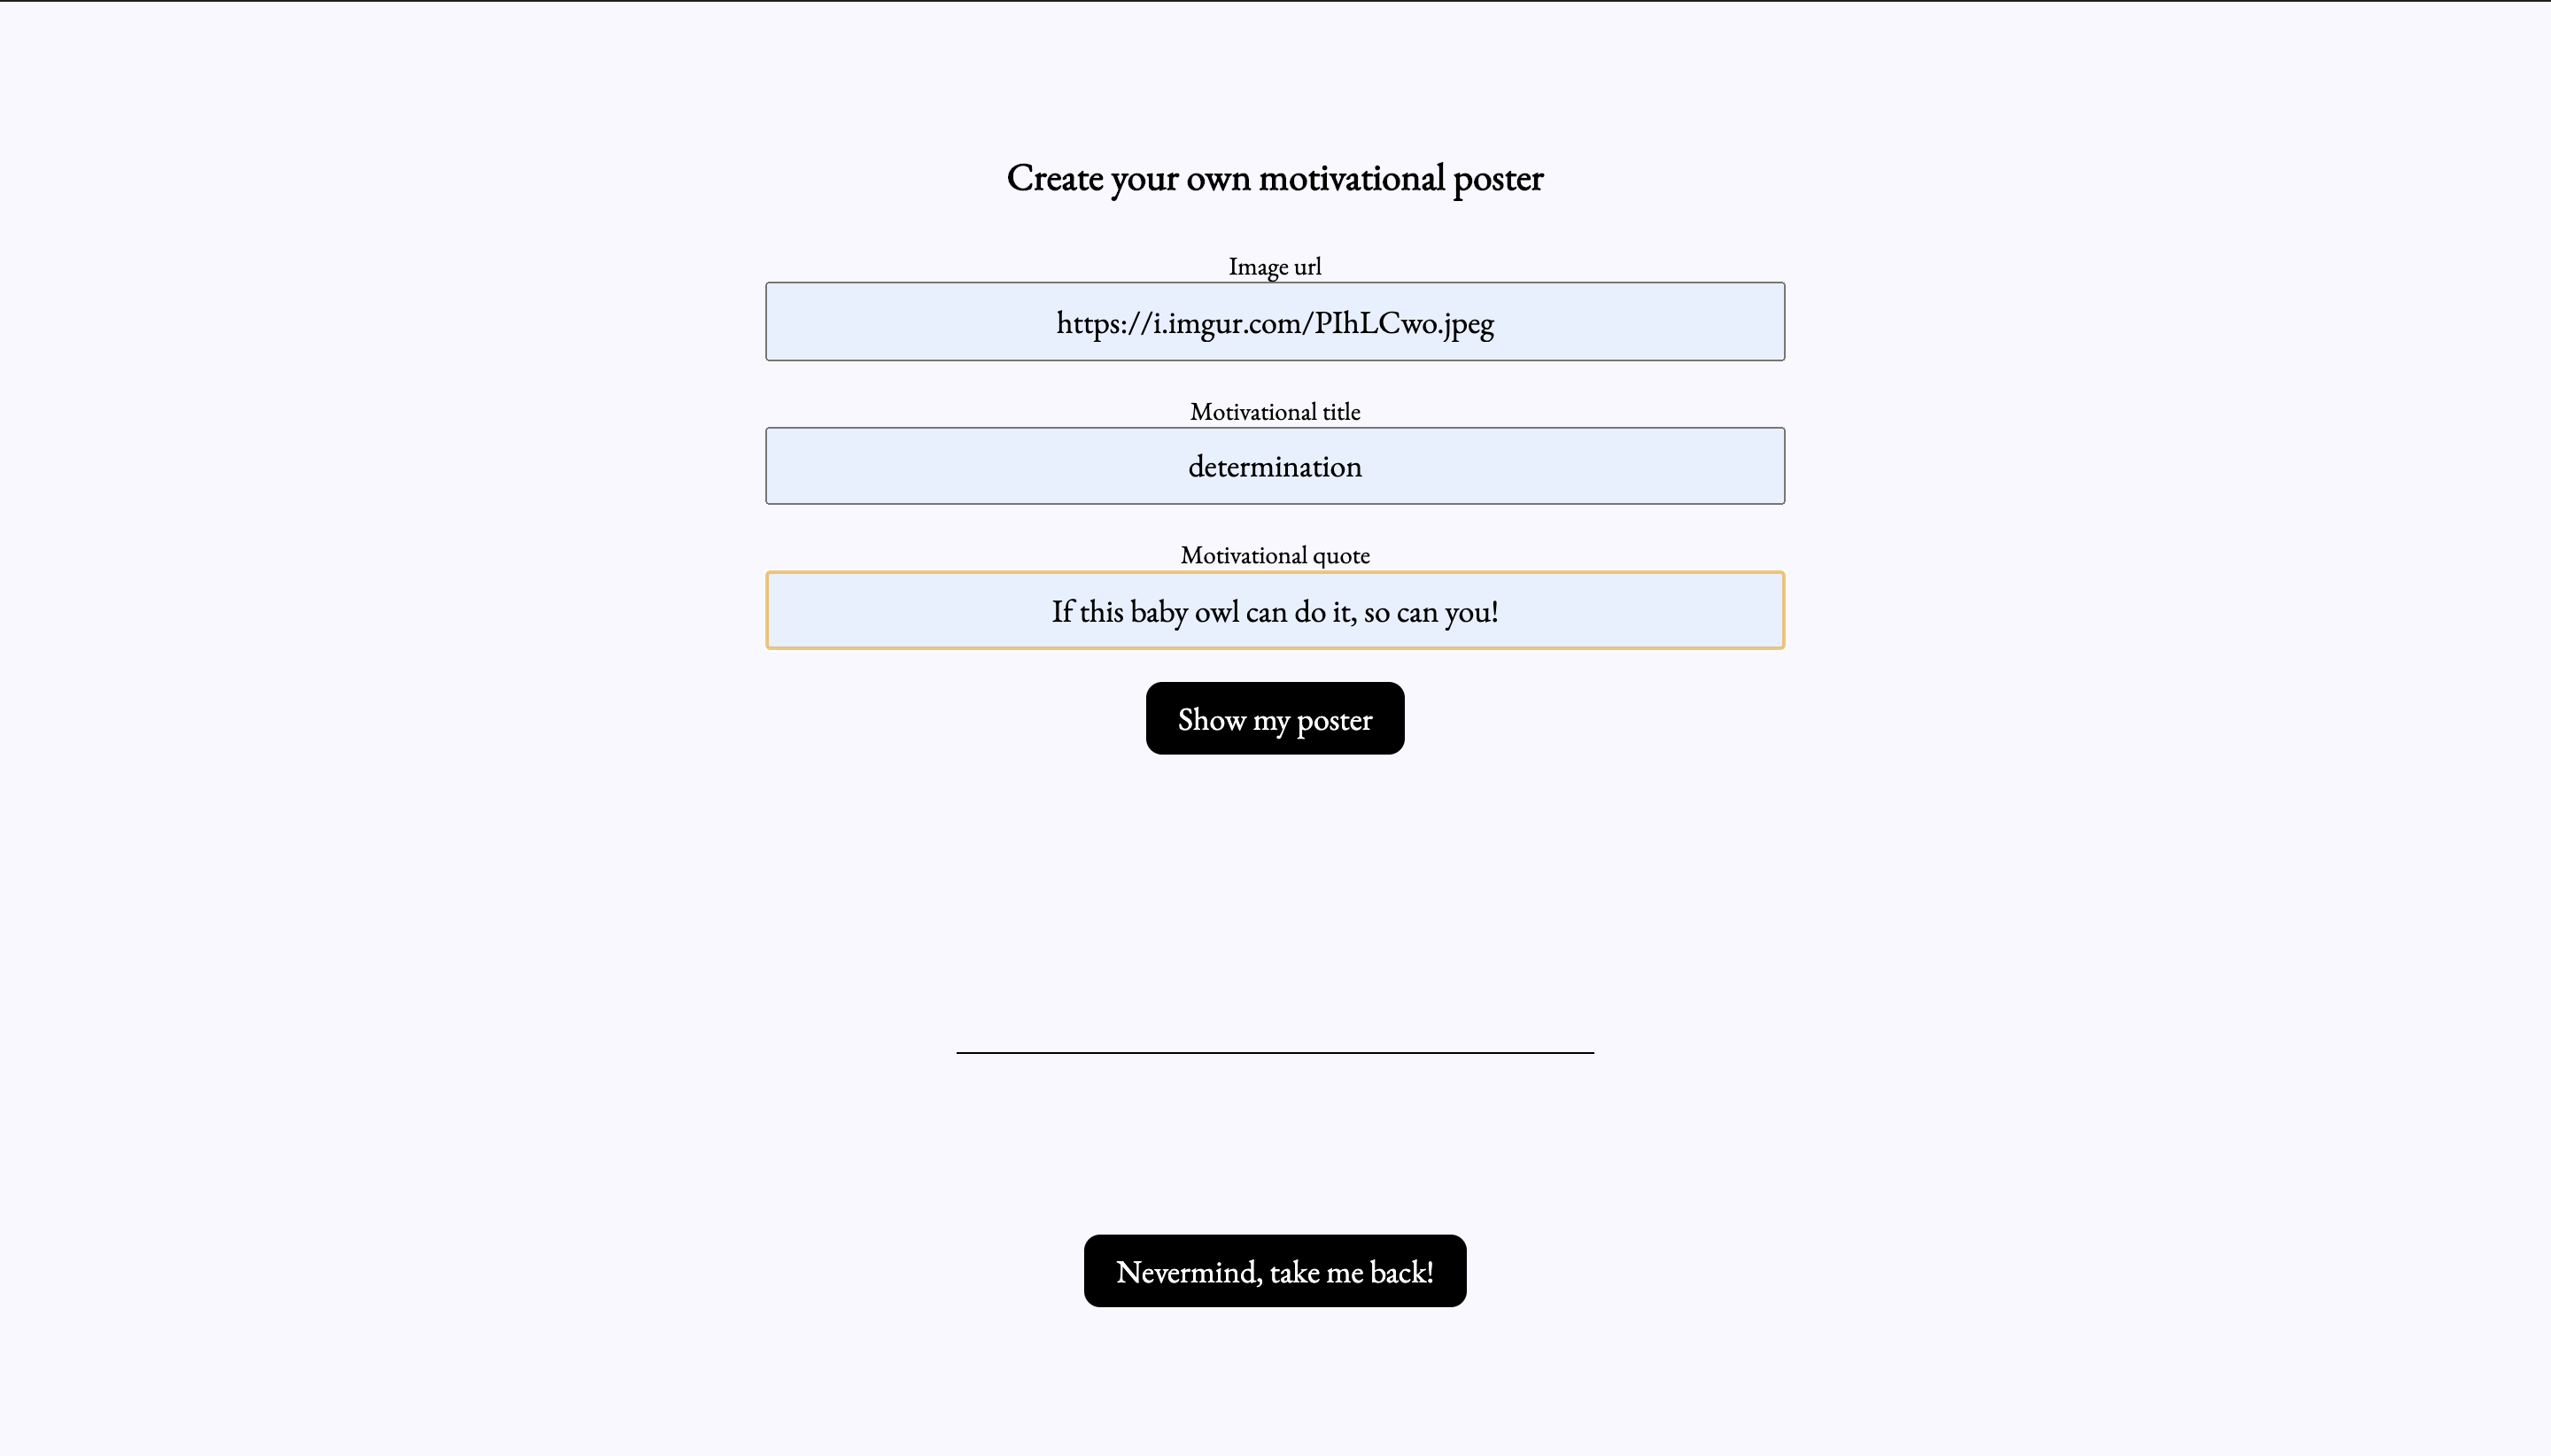 Create your own motivational poster
Image url
https://i.imgur.com/PIhLCwo.jpeg
Motivational title
determination
Motivational quote
If this baby owl can do it, so can you!
Show my poster
Nevermind, take me back!